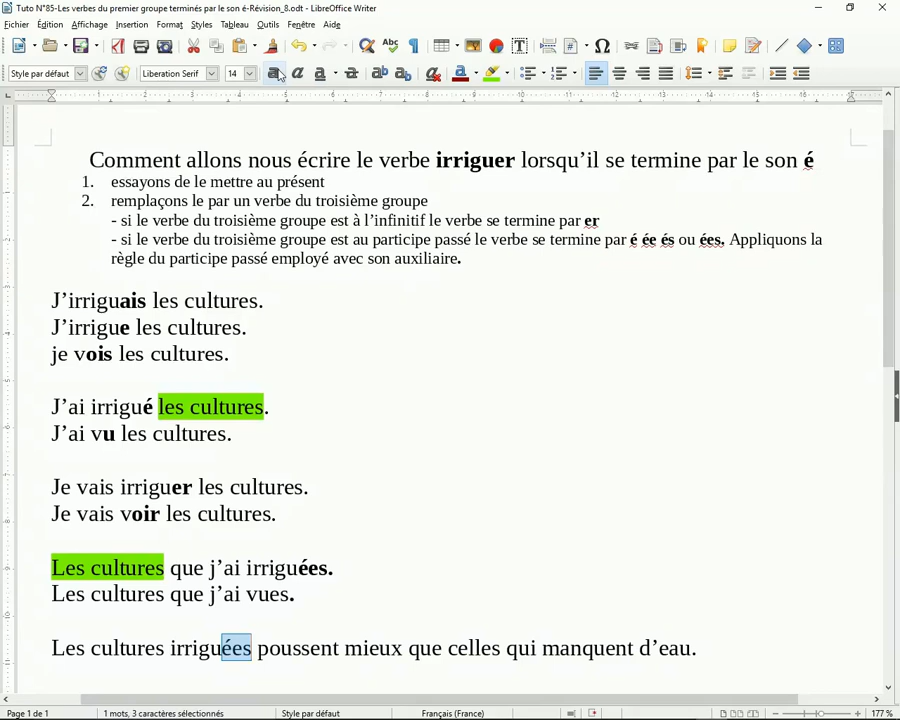 Tuto N°85-Les verbes du premier groupe terminés par le son é-Révision_8.odt - LibreOffice Writer
Fichier Édition Affichage Insertion Format Styles Tableau Outils Fenêtre Aide
Style par défaut Liberation Serif 14
Comment allons nous écrire le verbe irriguer lorsqu’il se termine par le son é
1. essayons de le mettre au présent
2. remplaçons le par un verbe du troisième groupe
- si le verbe du troisième groupe est à l’infinitif le verbe se termine par er
- si le verbe du troisième groupe est au participe passé le verbe se termine par é ée és ou ées. Appliquons la
règle du participe passé employé avec son auxiliaire.
J’irriguais les cultures.
J’irrigue les cultures.
je vois les cultures.
J’ai irrigué les cultures.
J’ai vu les cultures.
Je vais irriguer les cultures.
Je vais voir les cultures.
Les cultures que j’ai irriguées.
Les cultures que j’ai vues.
Les cultures irriguées poussent mieux que celles qui manquent d’eau.
Page 1 de 1 1 mots, 3 caractères sélectionnés Style par défaut Français (France) 177 %